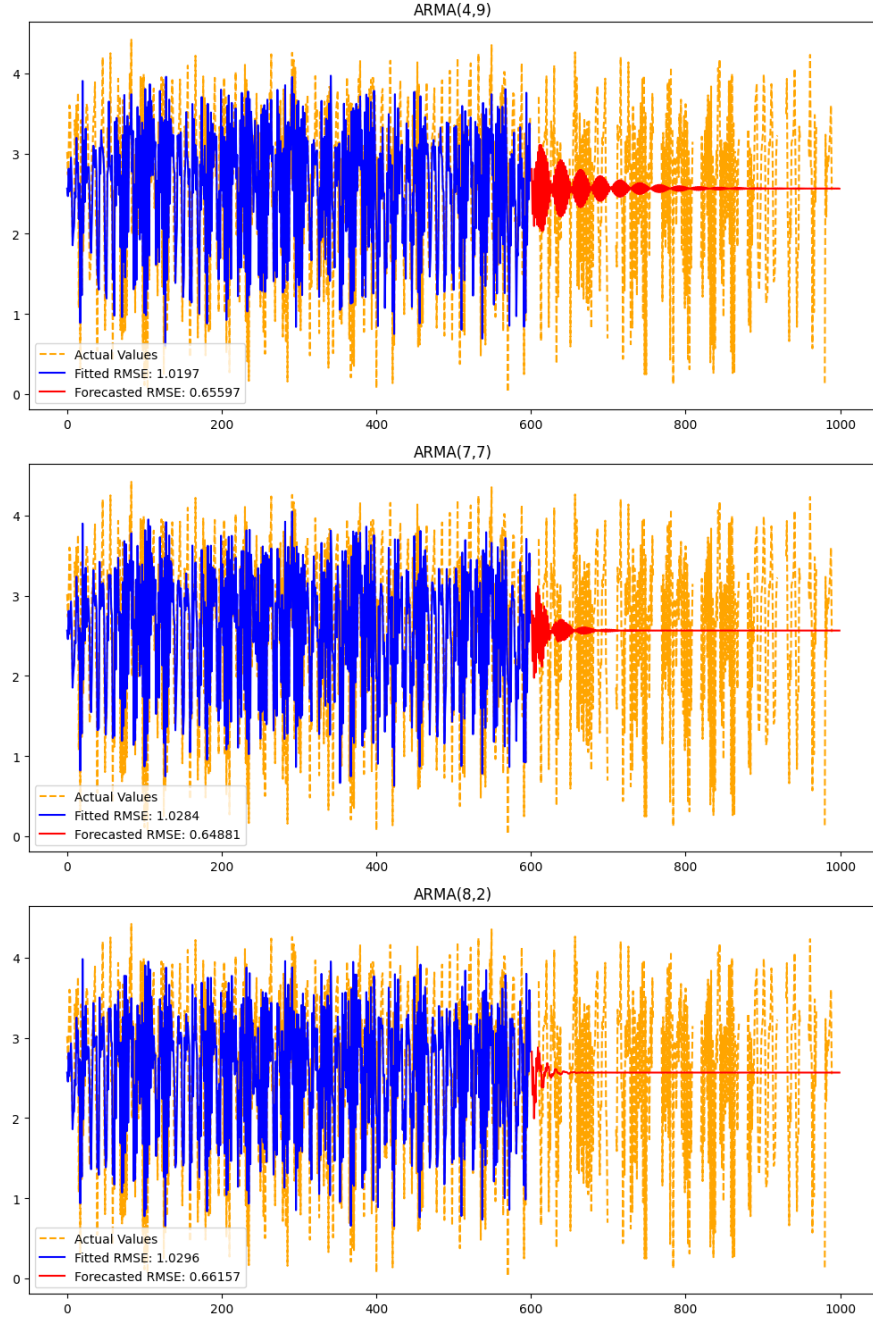 ARMA(4,9)
4
3
2
1
0
Actual Values
Fitted RMSE: 1.0197
Forecasted RMSE: 0.65597
0 200 400 600 800 1000
ARMA(7,7)
4
3
2
1
0
Actual Values
Fitted RMSE: 1.0284
Forecasted RMSE: 0.64881
0 200 400 600 800 1000
ARMA(8,2)
4
3
2
1
0
Actual Values
Fitted RMSE: 1.0296
Forecasted RMSE: 0.66157
0 200 400 600 800 1000